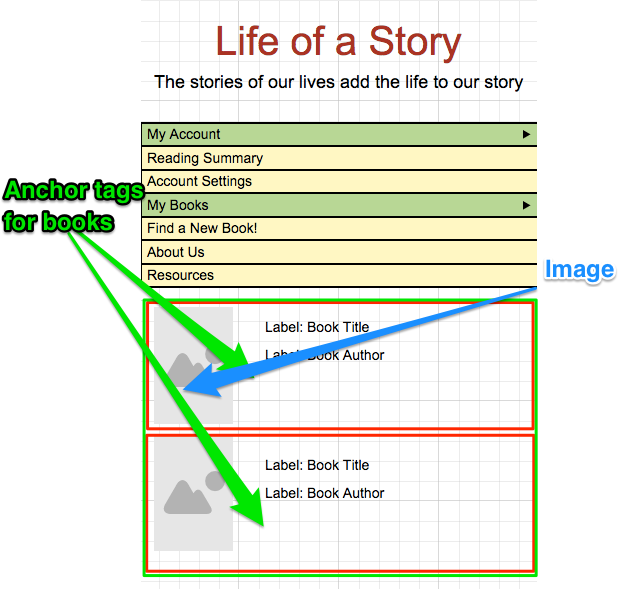 Life of a Story
The stories of our lives add the life to our story
My Account
Reading Summary
Account Settings
My Books
Find a New Book!
About Us
Resources
Anchor tags
for books
Image
Label: Book Title
Label: Book Author
Label: Book Title
Label: Book Author